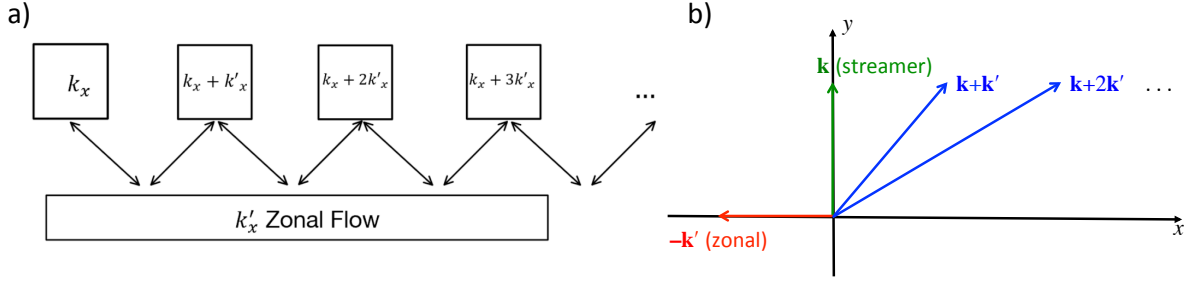 a)
k_x
k_x + k'_x
k_x + 2k'_x
k_x + 3k'_x
...
k'_x Zonal Flow
b)
y
k (streamer)
k+k′
k+2k′
...
−k′ (zonal)
x